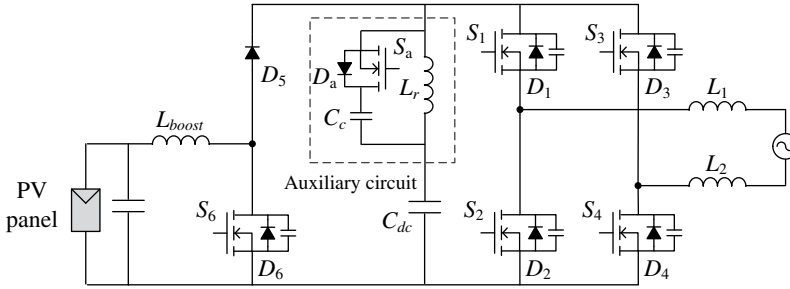 S1
S3
Sa
Da
D5
Lr
D1
D3
L1
Cc
Lboost
L2
Auxiliary circuit
PV
panel
S6
Cdc
S2
S4
D6
D2
D4